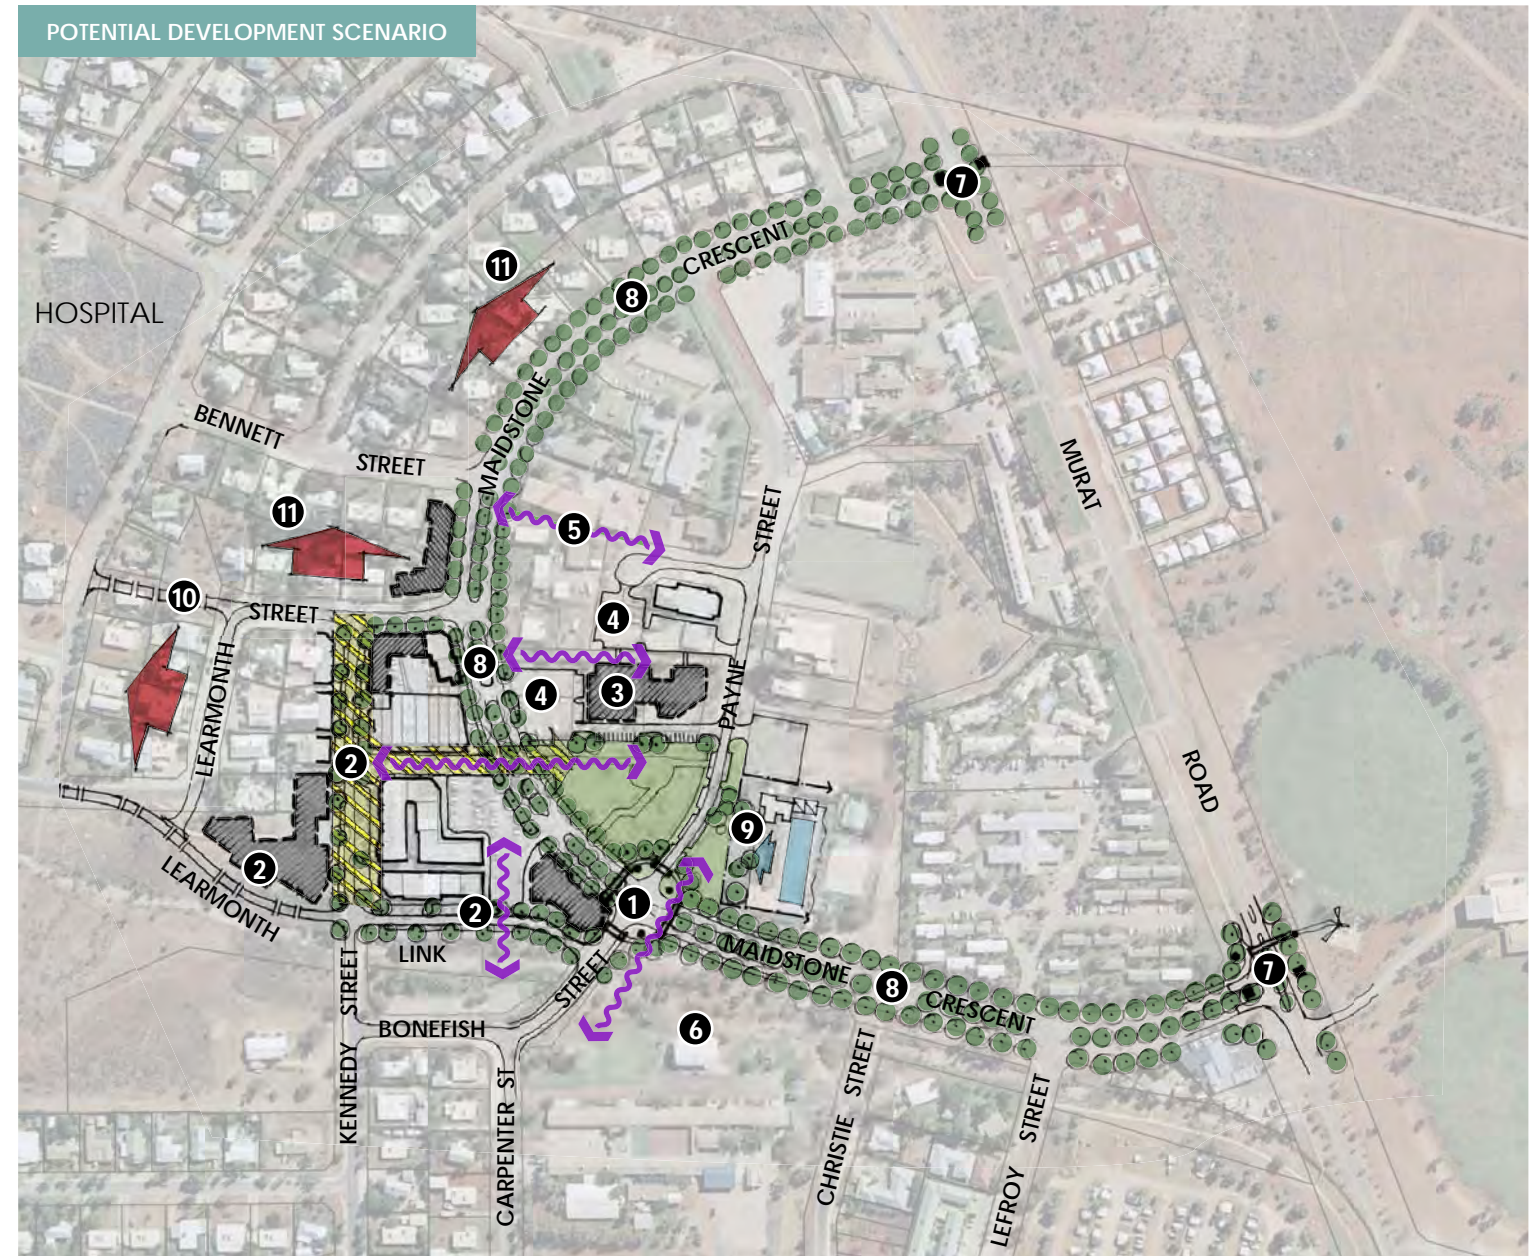 POTENTIAL DEVELOPMENT SCENARIO
7
CRESCENT
11
8
HOSPITAL
MAIDSTONE
BENNETT
STREET
MURAT
11
5
STREET
10
STREET
4
8
4
3
PAYNE
LEARMONTH
2
ROAD
9
2
LEARMONTH
2
1
LINK
MAIDSTONE
8
CRESCENT
7
STREET
STREET
BONEFISH
6
KENNEDY
CARPENTER ST
CHRISTIE STREET
LEFROY STREET